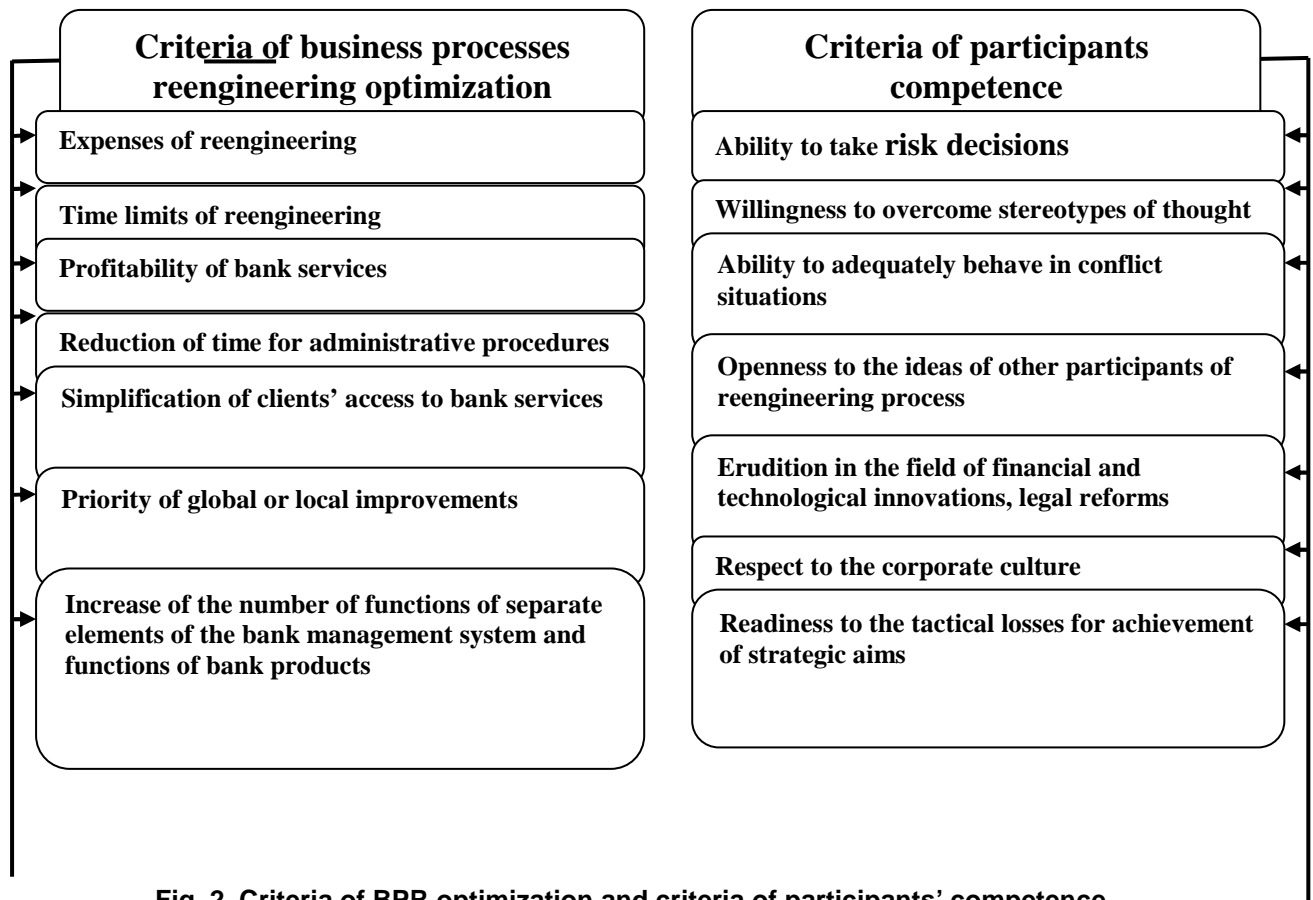 Criteria of business processes
reengineering optimization
Expenses of reengineering
Time limits of reengineering
Profitability of bank services
Reduction of time for administrative procedures
Simplification of clients’ access to bank services
Priority of global or local improvements
Increase of the number of functions of separate
elements of the bank management system and
functions of bank products
Criteria of participants
competence
Ability to take risk decisions
Willingness to overcome stereotypes of thought
Ability to adequately behave in conflict
situations
Openness to the ideas of other participants of
reengineering process
Erudition in the field of financial and
technological innovations, legal reforms
Respect to the corporate culture
Readiness to the tactical losses for achievement
of strategic aims
Fig. 2. Criteria of BPR optimization and criteria of participants’ competence